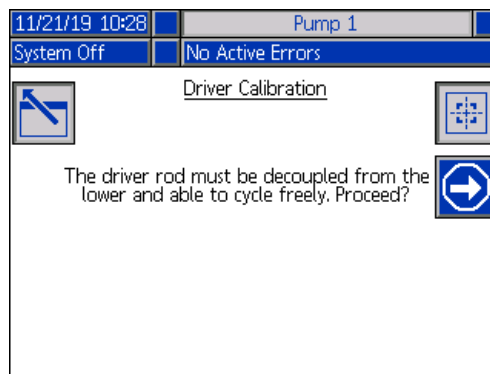 11/21/19 10:28 Pump 1
System Off No Active Errors
Driver Calibration
The driver rod must be decoupled from the
lower and able to cycle freely. Proceed?